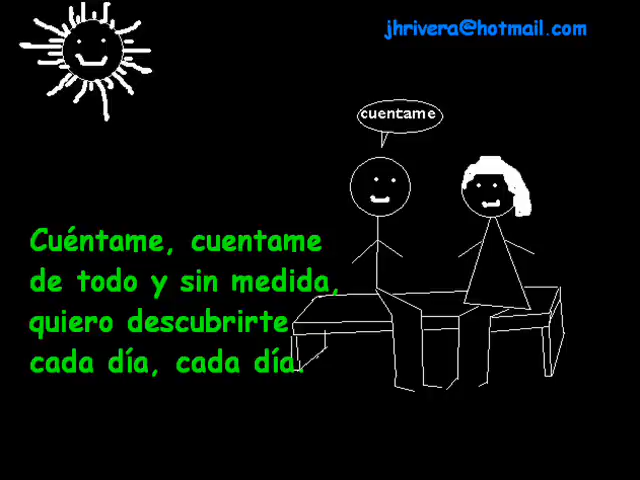 jhrivera@hotmail.com
cuentame
Cuéntame, cuentame
de todo y sin medida,
quiero descubrirte
cada día, cada día.